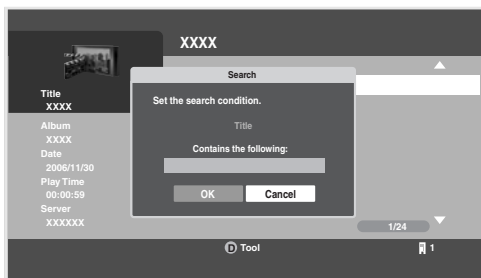 XXXX
Title
XXXX
Album
XXXX
Date
2006/11/30
Play Time
00:00:59
Server
XXXXXX
Search
Set the search condition.
Title
Contains the following:
OK Cancel
1/24
D Tool
1